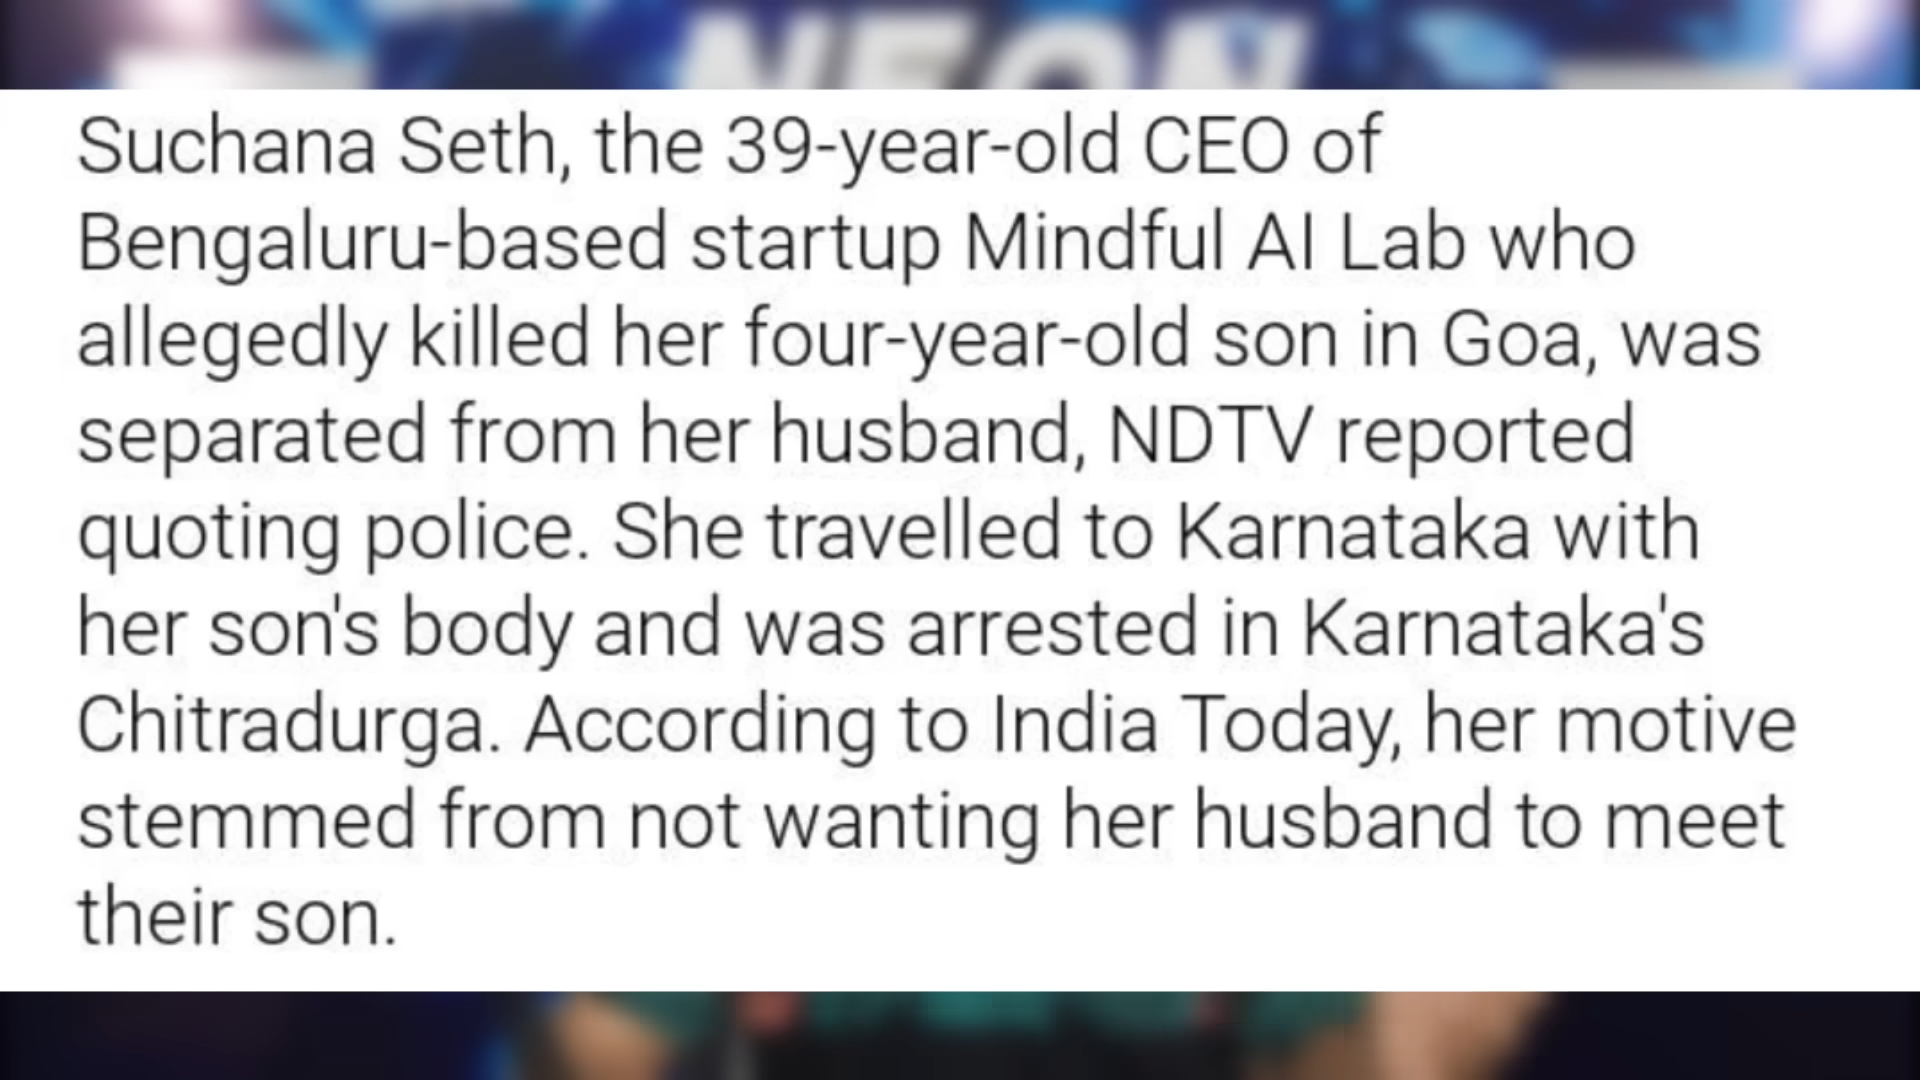 NEON
Suchana Seth, the 39-year-old CEO of
Bengaluru-based startup Mindful AI Lab who
allegedly killed her four-year-old son in Goa, was
separated from her husband, NDTV reported
quoting police. She travelled to Karnataka with
her son's body and was arrested in Karnataka's
Chitradurga. According to India Today, her motive
stemmed from not wanting her husband to meet
their son.